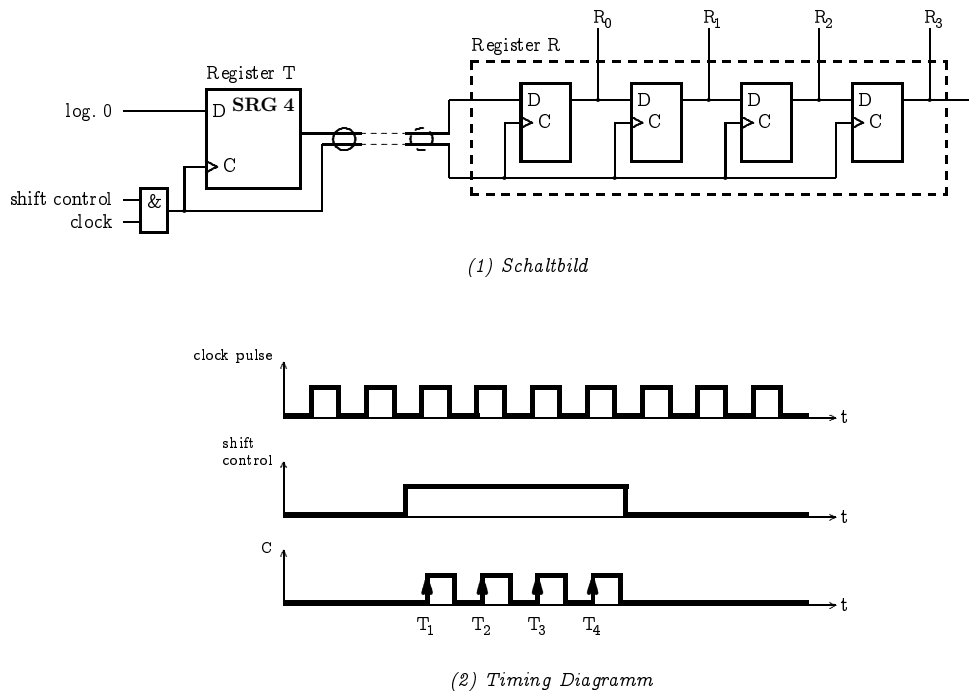 R0 R1 R2 R3
Register R
Register T
log. 0
D SRG 4
C
shift control
clock
&
D C D C D C D C
(1) Schaltbild
clock pulse
t
shift
control
t
C
t
T1 T2 T3 T4
(2) Timing Diagramm